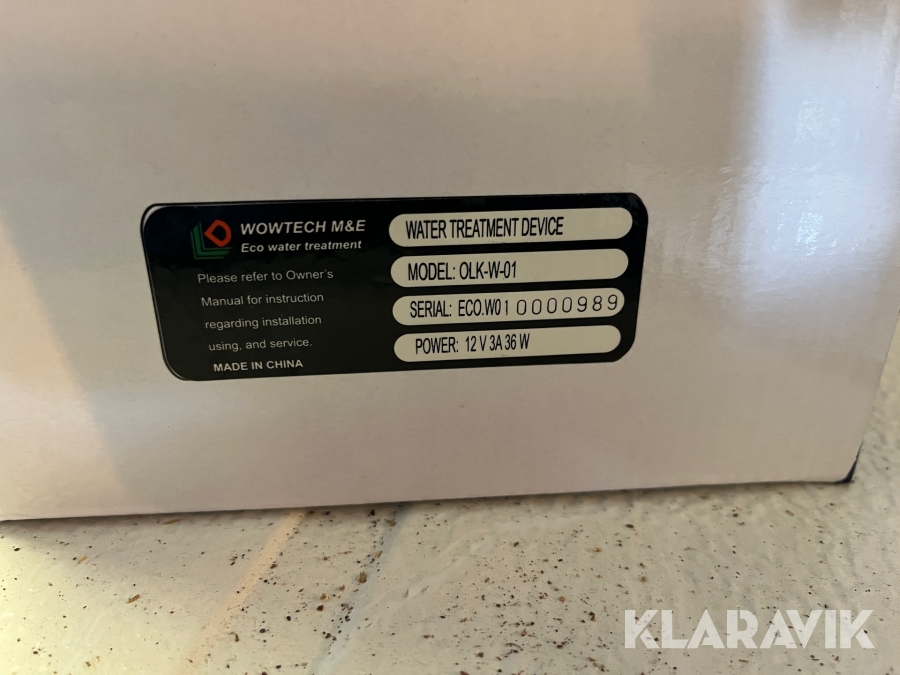 WOWTECH M&E
Eco water treatment
Please refer to Owner's
Manual for instruction
regarding installation
using, and service.
MADE IN CHINA
WATER TREATMENT DEVICE
MODEL: OLK-W-01
SERIAL: ECO.W01 0000989
POWER: 12 V 3A 36 W
KLARAVIK